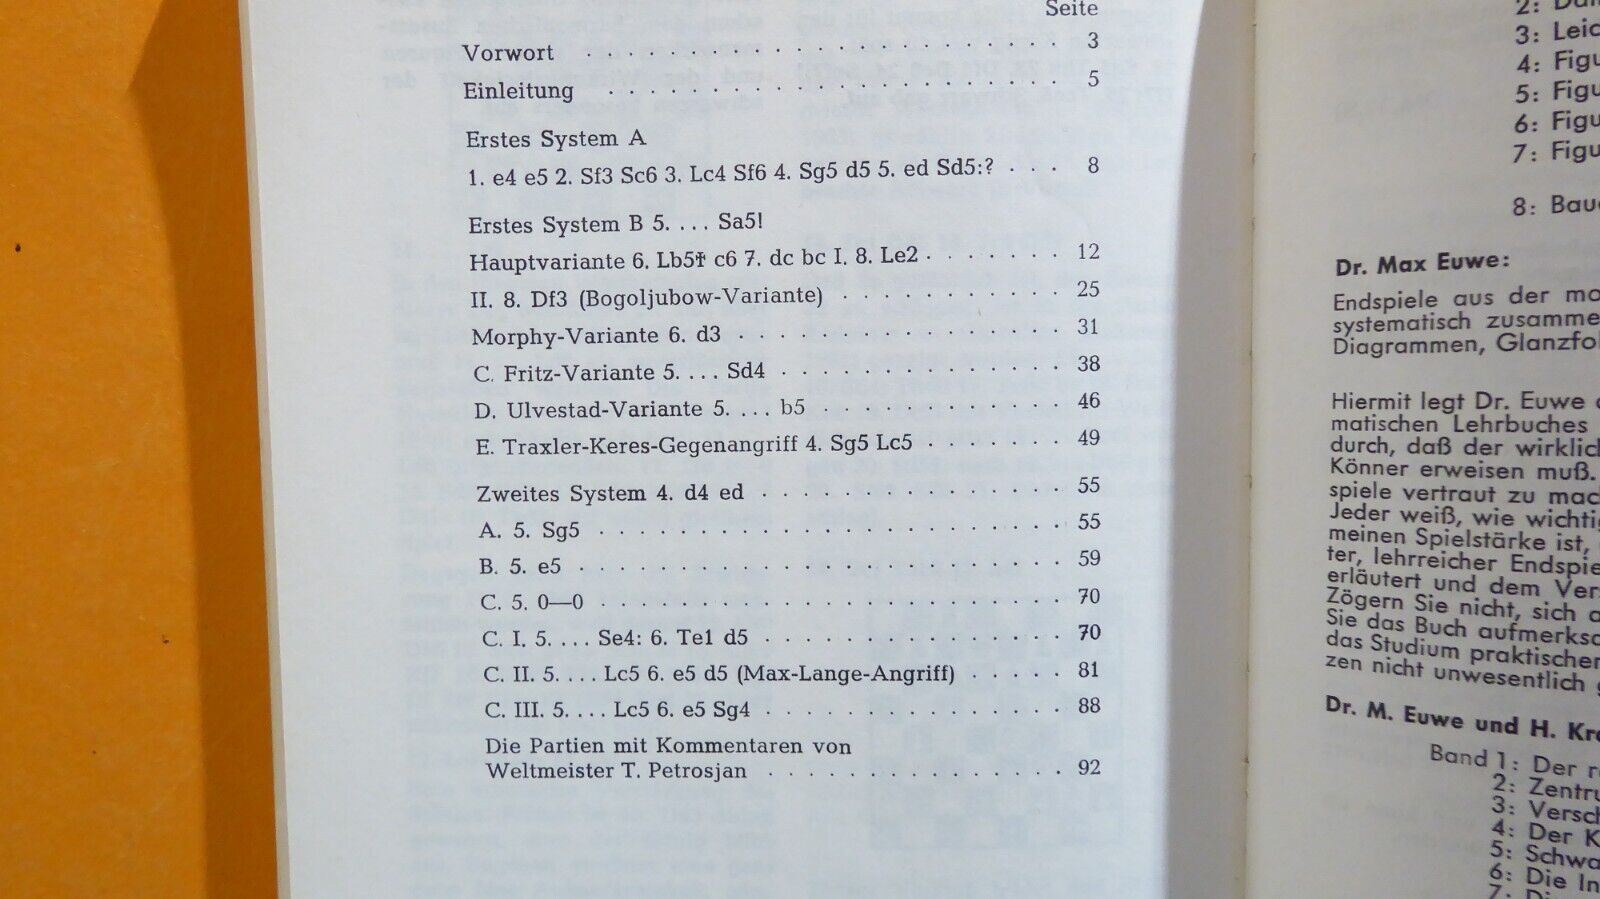 Seite
Vorwort . . . . . . . . . . . . . . . . . . . . 3
Einleitung . . . . . . . . . . . . . . . . . . . 5
Erstes System A
1. e4 e5 2. Sf3 Sc6 3. Lc4 Sf6 4. Sg5 d5 5. ed Sd5:? . . . 8
Erstes System B 5. . . . Sa5!
Hauptvariante 6. Lb5† c6 7. dc bc I. 8. Le2 . . . . . . . 12
II. 8. Df3 (Bogoljubow-Variante) . . . . . . . . . . . 25
Morphy-Variante 6. d3 . . . . . . . . . . . . . . . 31
C. Fritz-Variante 5. . . . Sd4 . . . . . . . . . . . . . 38
D. Ulvestad-Variante 5. . . . b5 . . . . . . . . . . . . 46
E. Traxler-Keres-Gegenangriff 4. Sg5 Lc5 . . . . . . . 49
Zweites System 4. d4 ed . . . . . . . . . . . . . . 55
A. 5. Sg5 . . . . . . . . . . . . . . . . . . . . . 55
B. 5. e5 . . . . . . . . . . . . . . . . . . . . . . 59
C. 5. 0—0 . . . . . . . . . . . . . . . . . . . . . 70
C. I. 5. . . . Se4: 6. Te1 d5 . . . . . . . . . . . . . . 70
C. II. 5. . . . Lc5 6. e5 d5 (Max-Lange-Angriff) . . . . . 81
C. III. 5. . . . Lc5 6. e5 Sg4 . . . . . . . . . . . . . . 88
Die Partien mit Kommentaren von
Weltmeister T. Petrosjan . . . . . . . . . . . . . . 92
2:
3: Leic
4: Figu
5: Figu
6: Figu
7: Figu
8: Bau
Dr. Max Euwe:
Endspiele aus der mo
systematisch zusamme
Diagrammen, Glanzfo
Hiermit legt Dr. Euwe
matischen Lehrbuches
durch, daß der wirklic
Könner erweisen muß.
spiele vertraut zu mac
Jeder weiß, wie wichtig
meinen Spielstärke ist,
ter, lehrreicher Endspie
erläutert und dem Vers
Zögern Sie nicht, sich
Sie das Buch aufmerksa
das Studium praktischer
zen nicht unwesentlich
Dr. M. Euwe und H. Kra
Band 1: Der r
2: Zentru
3: Versch
4: Der K
5: Schwa
6: Die In
7: